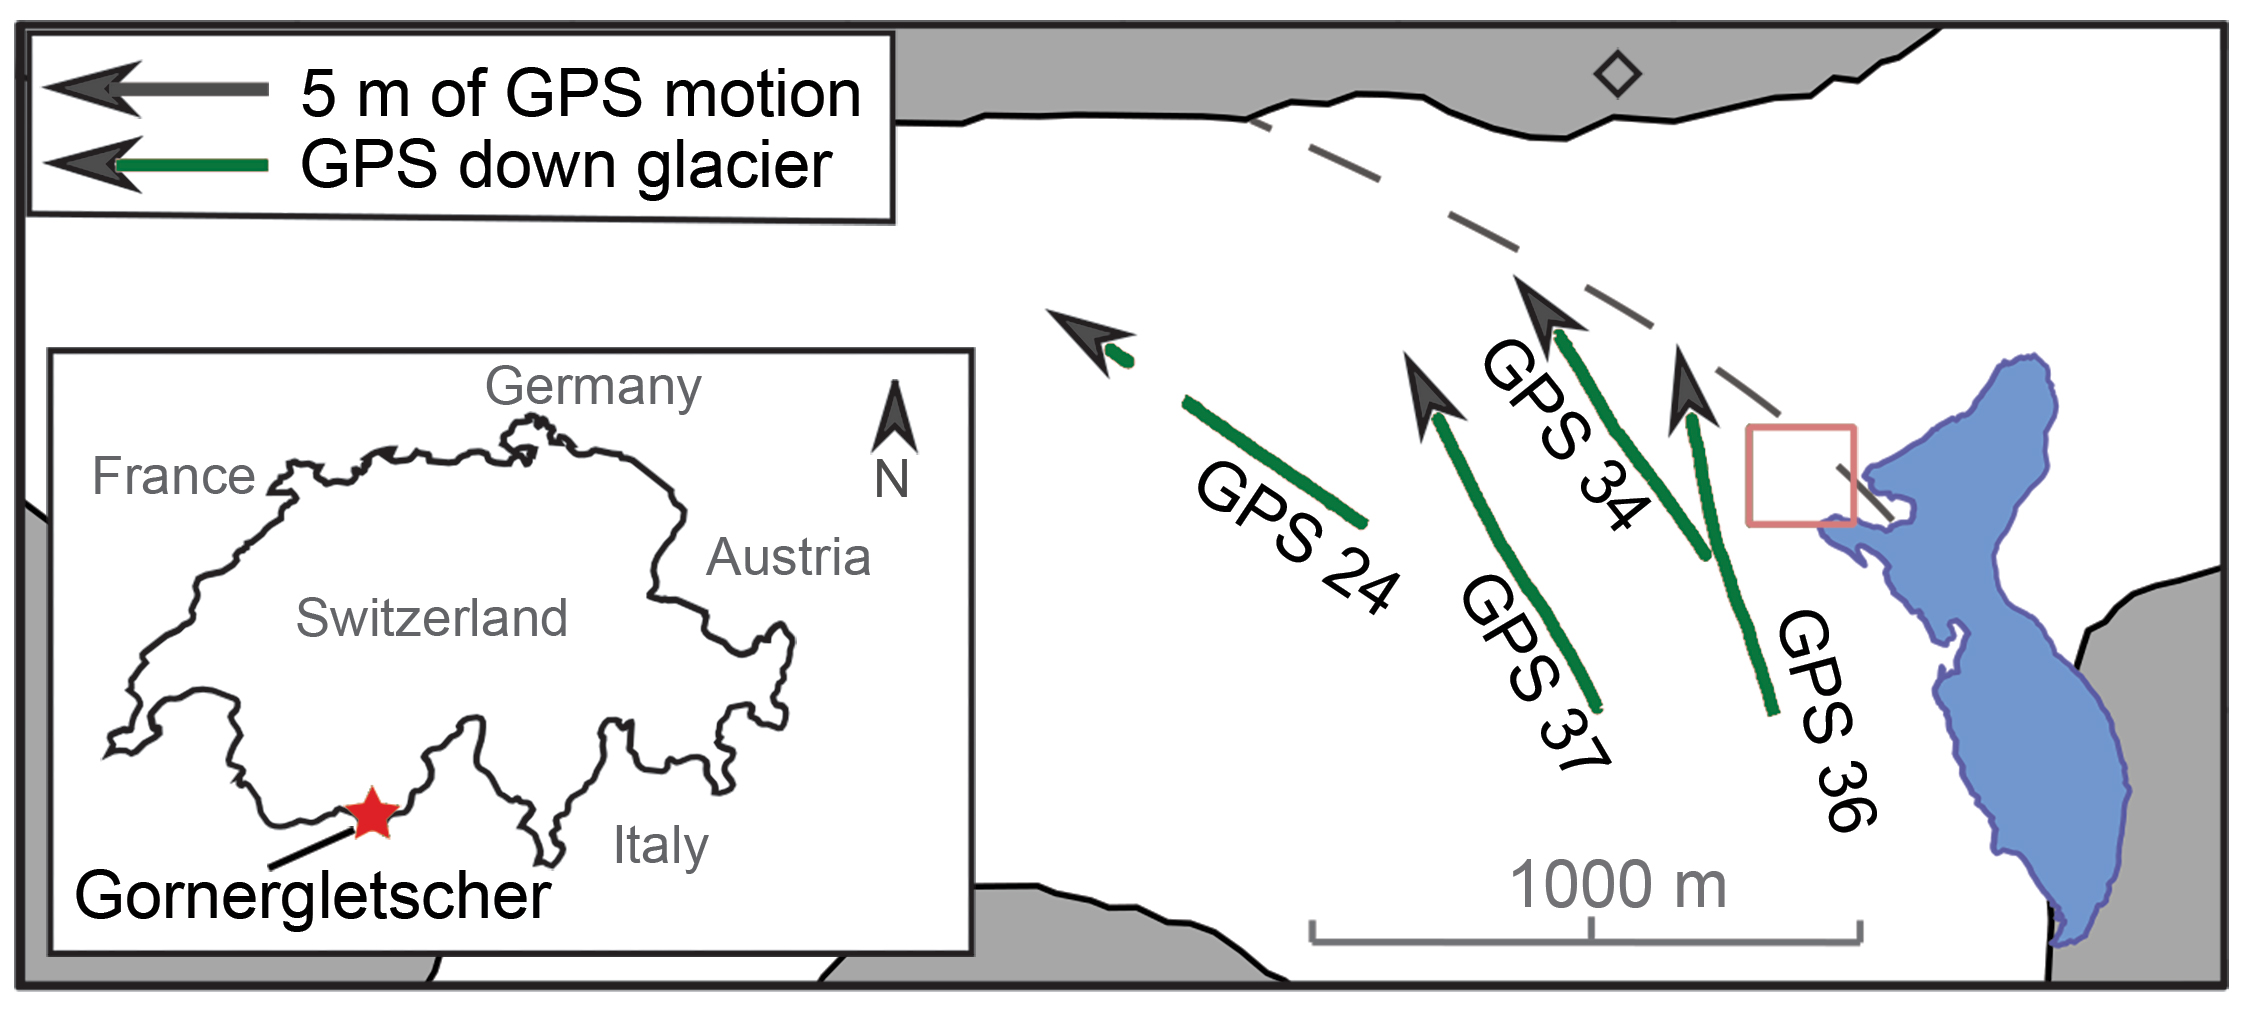 5 m of GPS motion
GPS down glacier
Germany
France
N
Austria
Switzerland
Italy
Gornergletscher
GPS 24
GPS 37
GPS 34
GPS 36
1000 m